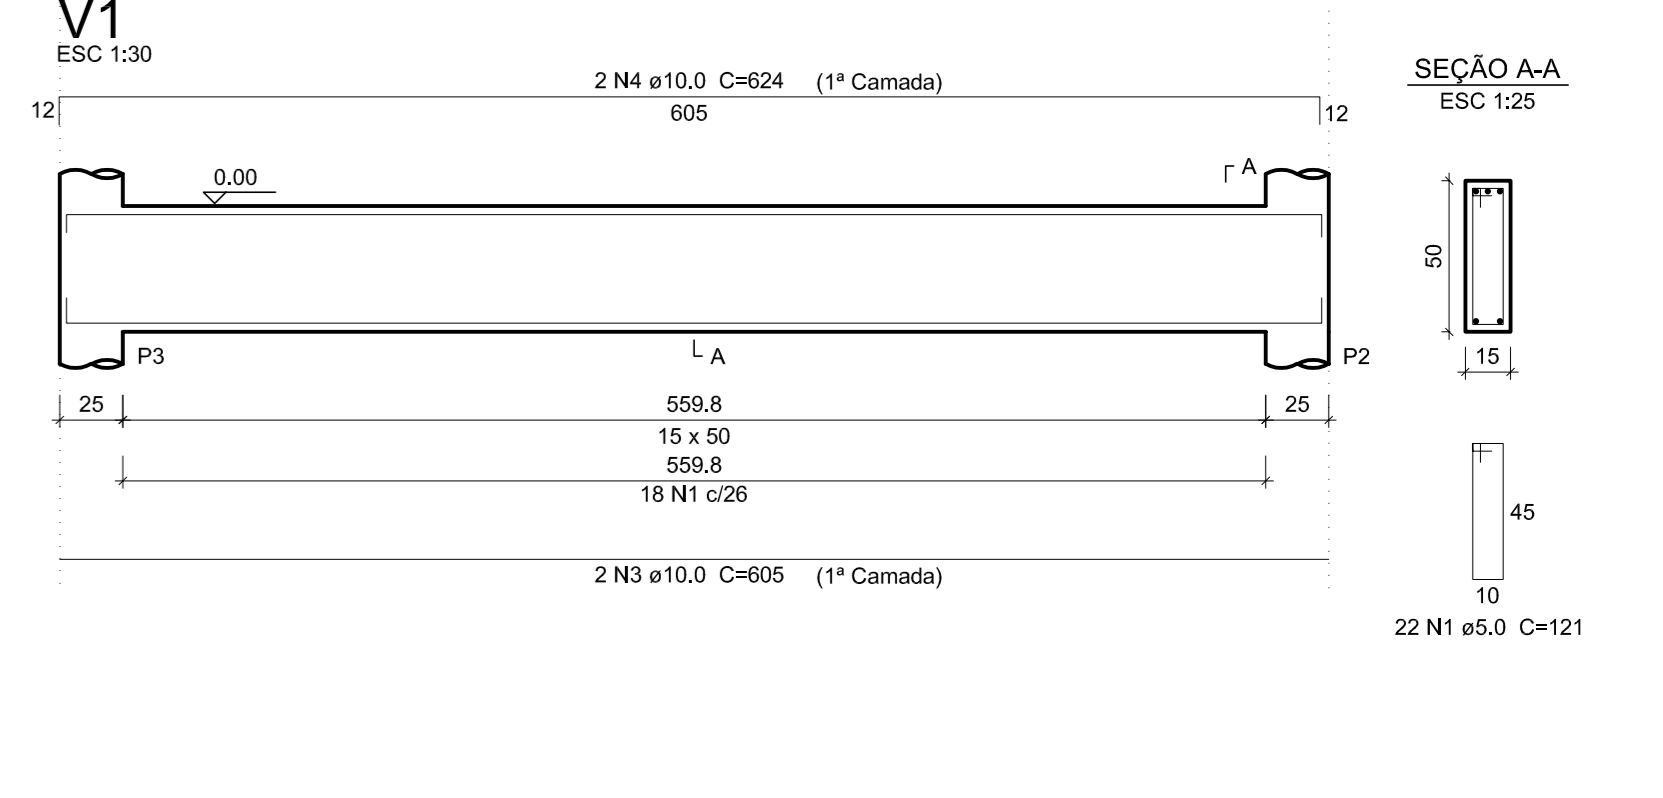 V1
ESC 1:30
2 N4 ø10.0 C=624 (1ª Camada)
12
605
12
A
0.00
P3
A
P2
25
559.8
25
15 x 50
559.8
18 N1 c/26
2 N3 ø10.0 C=605 (1ª Camada)
SEÇÃO A-A
ESC 1:25
50
15
45
10
22 N1 ø5.0 C=121